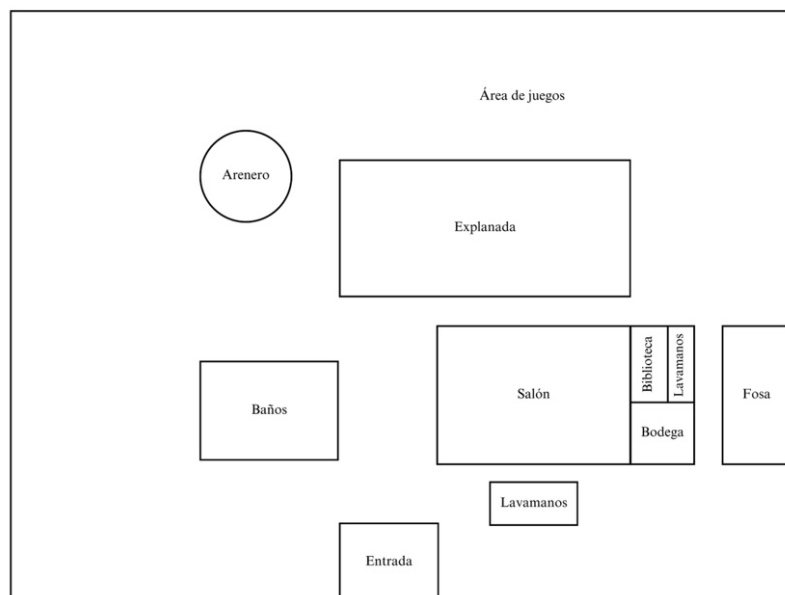 Área de juegos
Arenero
Explanada
Biblioteca
Lavamanos
Salón
Fosa
Baños
Bodega
Lavamanos
Entrada